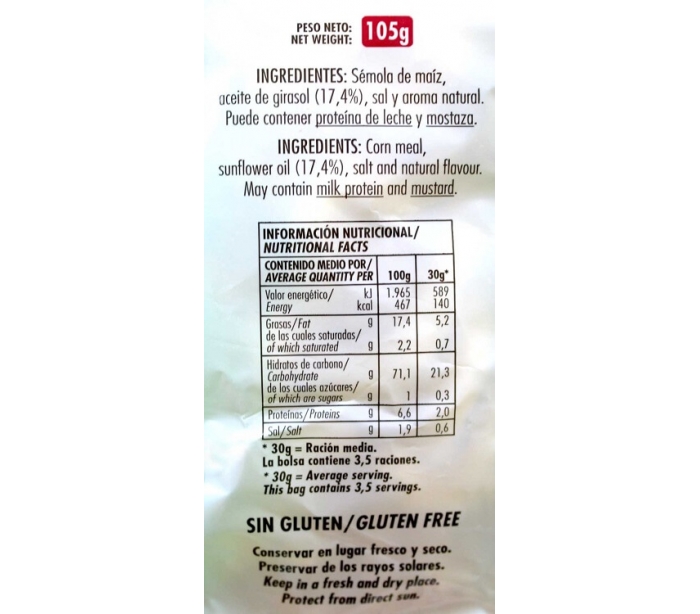 PESO NETO:
NET WEIGHT: 105g
INGREDIENTES: Sémola de maíz,
aceite de girasol (17,4%), sal y aroma natural.
Puede contener proteína de leche y mostaza.
INGREDIENTS: Corn meal,
sunflower oil (17,4%), salt and natural flavour.
May contain milk protein and mustard.
INFORMACIÓN NUTRICIONAL/
NUTRITIONAL FACTS
CONTENIDO MEDIO POR/
AVERAGE QUANTITY PER 100g 30g*
Valor energético/ kJ 1.965 589
Energy kcal 467 140
Grasas/Fat g 17,4 5,2
de las cuales saturadas/
of which saturated g 2,2 0,7
Hidratos de carbono/
Carbohydrate g 71,1 21,3
de los cuales azúcares/
of which are sugars g 1 0,3
Proteínas/Proteins g 6,6 2,0
Sal/Salt g 1,9 0,6
* 30g = Ración media.
La bolsa contiene 3,5 raciones.
* 30g = Average serving.
This bag contains 3,5 servings.
SIN GLUTEN/GLUTEN FREE
Conservar en lugar fresco y seco.
Preservar de los rayos solares.
Keep in a fresh and dry place.
Protect from direct sun.